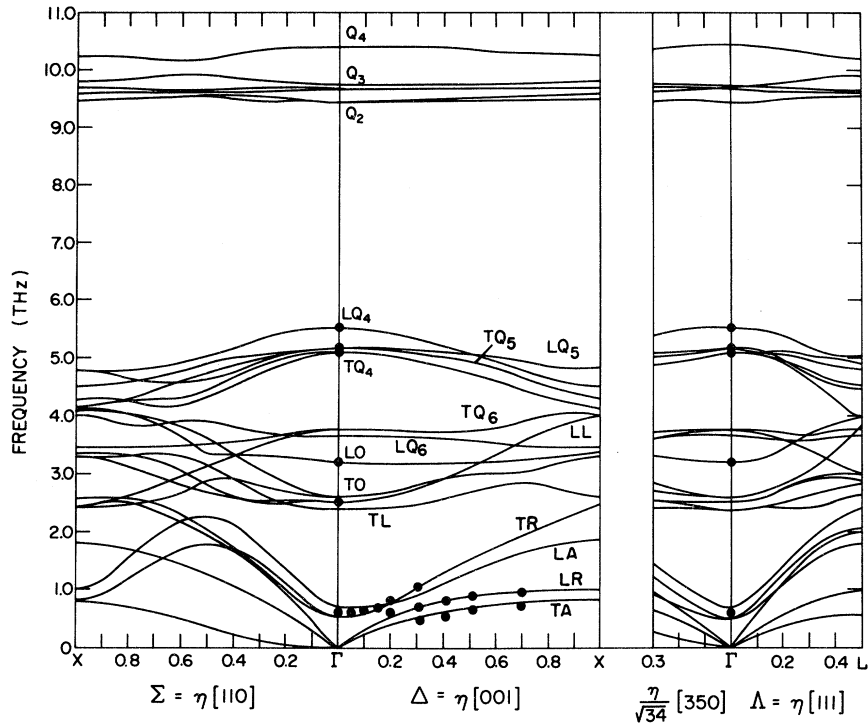 FREQUENCY (THz)
11.0
10.0
9.0
8.0
7.0
6.0
5.0
4.0
3.0
2.0
1.0
0
Q4
Q3
Q2
LQ4
TQ5
LQ5
TQ4
TQ6
LL
LO
LQ6
TO
TL
TR
LA
LR
TA
X 0.8 0.6 0.4 0.2 Γ 0.2 0.4 0.6 0.8 X
0.3 Γ 0.2 0.4 L
Σ = η [110]
Δ = η [001]
η/√34 [350]
Λ = η [111]